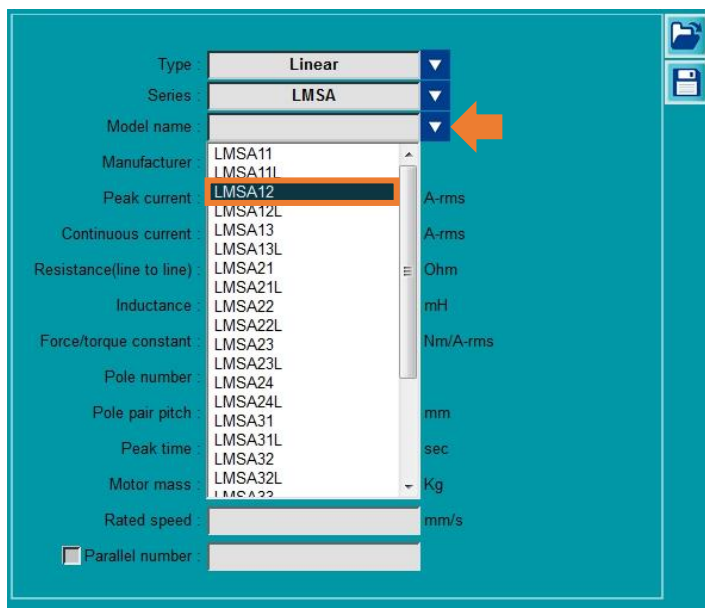 Type : Linear
Series : LMSA
Model name :
Manufacturer :
Peak current : A-rms
Continuous current : A-rms
Resistance(line to line) : Ohm
Inductance : mH
Force/torque constant : Nm/A-rms
Pole number :
Pole pair pitch : mm
Peak time : sec
Motor mass : Kg
Rated speed : mm/s
Parallel number :
LMSA11
LMSA11L
LMSA12
LMSA12L
LMSA13
LMSA13L
LMSA21
LMSA21L
LMSA22
LMSA22L
LMSA23
LMSA23L
LMSA24
LMSA24L
LMSA31
LMSA31L
LMSA32
LMSA32L